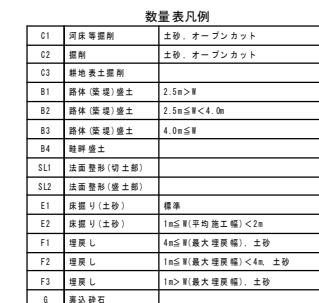 数量表凡例
C1 河床等掘削 土砂．オープンカット
C2 掘削 土砂．オープンカット
C3 耕地表土掘削
B1 路体(築堤)盛土 2.5m＞W
B2 路体(築堤)盛土 2.5m≦W＜4.0m
B3 路体(築堤)盛土 4.0m≦W
B4 畦畔盛土
SL1 法面整形(切土部)
SL2 法面整形(盛土部)
E1 床掘り(土砂) 標準
E2 床掘り(土砂) 1m≦W(平均施工幅)＜2m
F1 埋戻し 4m≦W(最大埋戻幅)．土砂
F2 埋戻し 1m≦W(最大埋戻幅)＜4m．土砂
F3 埋戻し 1m＞W(最大埋戻幅)．土砂
G 裏込砕石